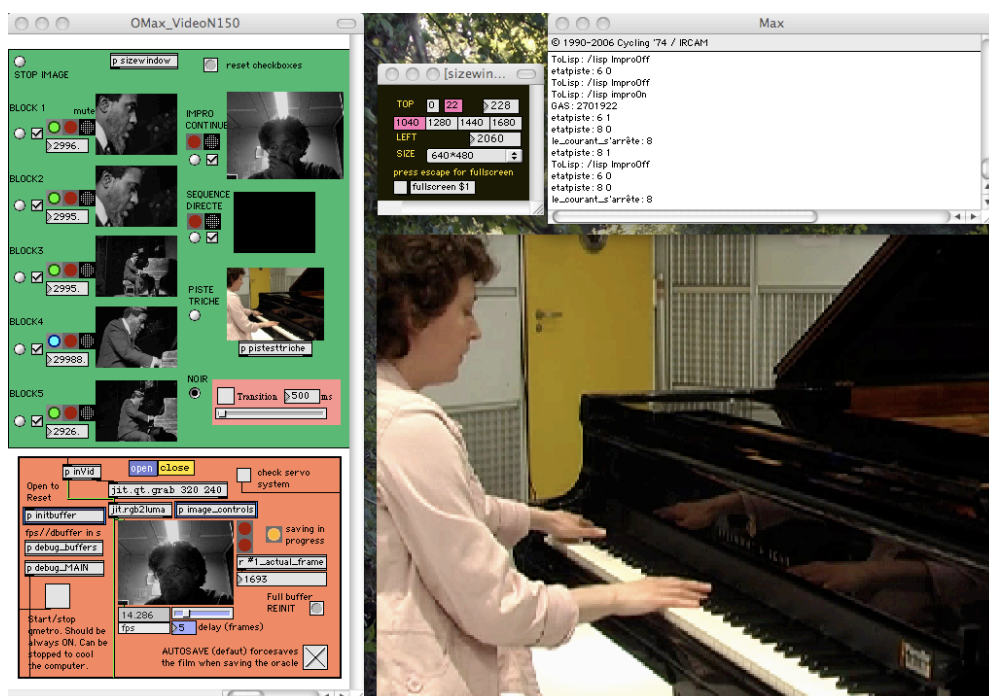 OMax_VideoN150
STOP IMAGE
p sizewindow
reset checkboxes
BLOCK 1
mute
2996.
IMPRO
CONTINUE
BLOCK2
2995.
SEQUENCE
DIRECTE
BLOCK3
2995.
PISTE
TRICHE
p pistesttriche
BLOCK4
29988.
NOIR
Transition
500
ms
BLOCK5
2926.
p inVid
open
close
check servo
system
Open to
Reset
jit.qt.grab 320 240
p initbuffer
jit.rgb2luma
p image_controls
fps//dbuffer in s
p debug_buffers
p debug_MAIN
saving in
progress
r #1_actual_frame
1693
Full buffer
REINIT
Start/stop
qmetro. Should be
always ON. Can be
stopped to cool
the computer.
14.286
fps
5
delay (frames)
AUTOSAVE (defaut) forcesaves
the film when saving the oracle
[sizewin...
TOP
0
22
228
1040
1280
1440
1680
LEFT
2060
SIZE
640*480
press escape for fullscreen
fullscreen $1
Max
© 1990-2006 Cycling '74 / IRCAM
ToLisp: /lisp ImproOff
etatpiste: 6 0
ToLisp: /lisp ImproOff
ToLisp: /lisp improOn
GAS: 2701922
etatpiste: 6 1
etatpiste: 8 0
le_courant_s'arrête: 8
etatpiste: 8 1
ToLisp: /lisp ImproOff
etatpiste: 6 0
etatpiste: 8 0
le_courant_s'arrête: 8